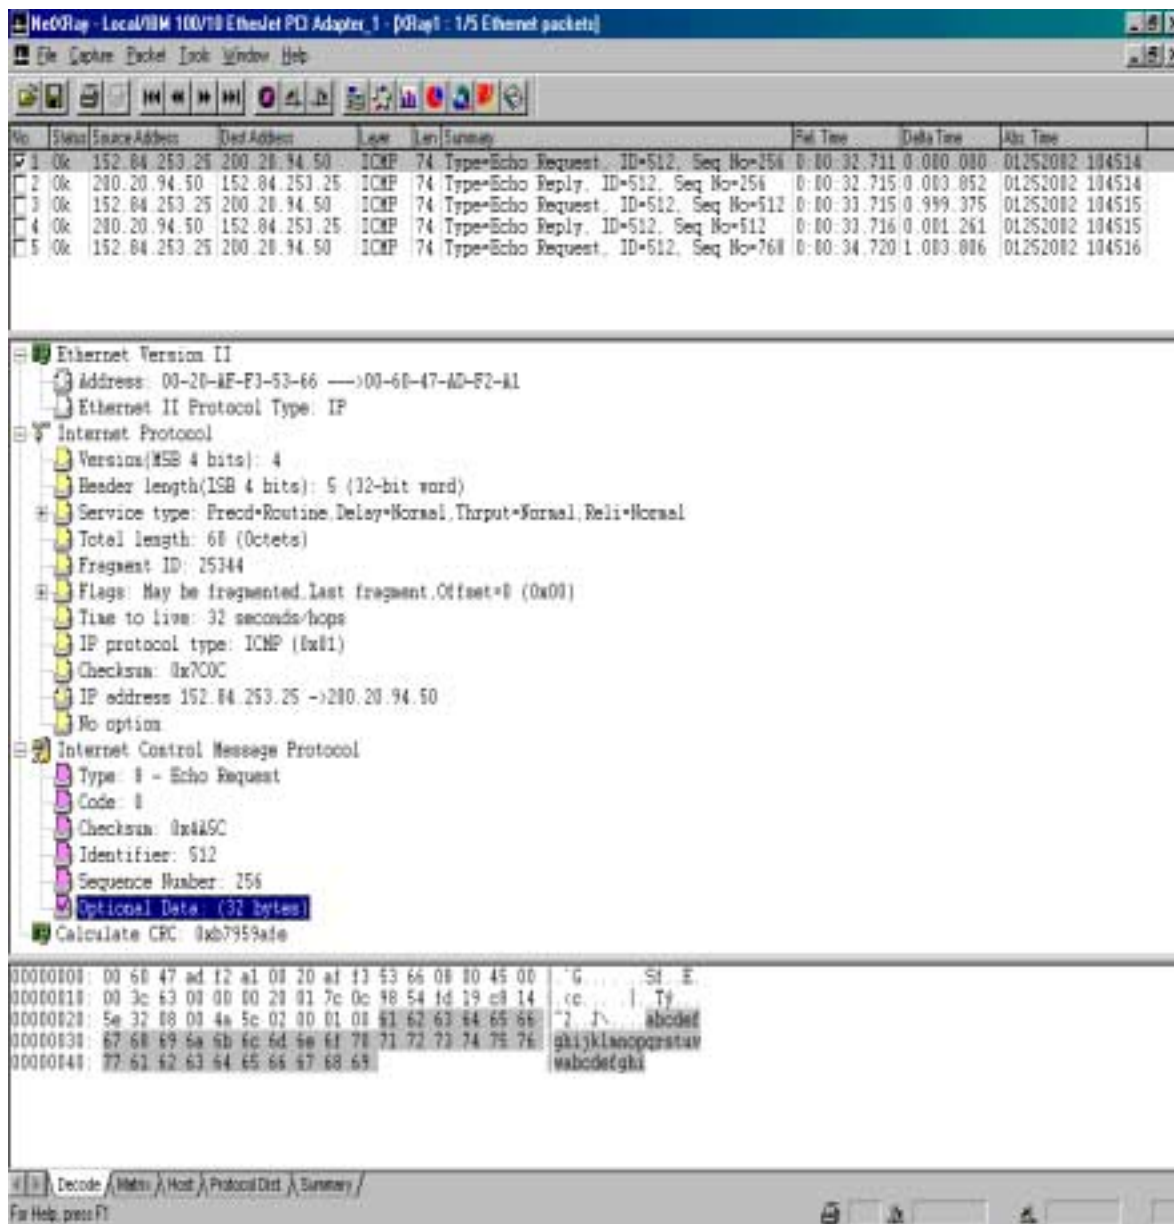 NetXRay - Local/IBM 100/10 EtherJet PCI Adapter_1 - [XRay1 : 1/5 Ethernet packets]
File Capture Packet Tools Window Help
No. Status Source Address Dest Address Layer Len Summary Rel. Time Delta Time Abs. Time
1 Ok 152.84.253.25 200.20.94.50 ICMP 74 Type=Echo Request, ID=512, Seq No=256 0:00:32.711 0.000.000 01252002 104514
2 Ok 200.20.94.50 152.84.253.25 ICMP 74 Type=Echo Reply, ID=512, Seq No=256 0:00:32.715 0.003.852 01252002 104514
3 Ok 152.84.253.25 200.20.94.50 ICMP 74 Type=Echo Request, ID=512, Seq No=512 0:00:33.715 0.999.375 01252002 104515
4 Ok 200.20.94.50 152.84.253.25 ICMP 74 Type=Echo Reply, ID=512, Seq No=512 0:00:33.716 0.001.261 01252002 104515
5 Ok 152.84.253.25 200.20.94.50 ICMP 74 Type=Echo Request, ID=512, Seq No=768 0:00:34.720 1.003.806 01252002 104516
Ethernet Version II
Address: 00-20-AF-F3-53-66 --->00-60-47-AD-F2-A1
Ethernet II Protocol Type: IP
Internet Protocol
Version(MSB 4 bits): 4
Header length(LSB 4 bits): 5 (32-bit word)
Service type: Precd=Routine,Delay=Normal,Thrput=Normal,Reli=Normal
Total length: 60 (Octets)
Fragment ID: 25344
Flags: May be fragmented,Last fragment,Offset=0 (0x00)
Time to live: 32 seconds/hops
IP protocol type: ICMP (0x01)
Checksum: 0x7C0C
IP address 152.84.253.25 ->200.20.94.50
No option
Internet Control Message Protocol
Type: 8 - Echo Request
Code: 0
Checksum: 0x4A5C
Identifier: 512
Sequence Number: 256
Optional Data: (32 bytes)
Calculate CRC: 0xb7959afe
00000000: 00 60 47 ad f2 a1 00 20 af f3 53 66 08 00 45 00 | `G..... .Sf..E.
00000010: 00 3c 63 00 00 00 20 01 7c 0c 98 54 fd 19 c8 14 | .<c... .|..Tý...
00000020: 5e 32 08 00 4a 5c 02 00 01 00 61 62 63 64 65 66 | ^2..J\....abcdef
00000030: 67 68 69 6a 6b 6c 6d 6e 6f 70 71 72 73 74 75 76 | ghijklmnopqrstuv
00000040: 77 61 62 63 64 65 66 67 68 69 | wabcdefghi
Decode Matrix Host Protocol Dist. Summary
For Help, press F1